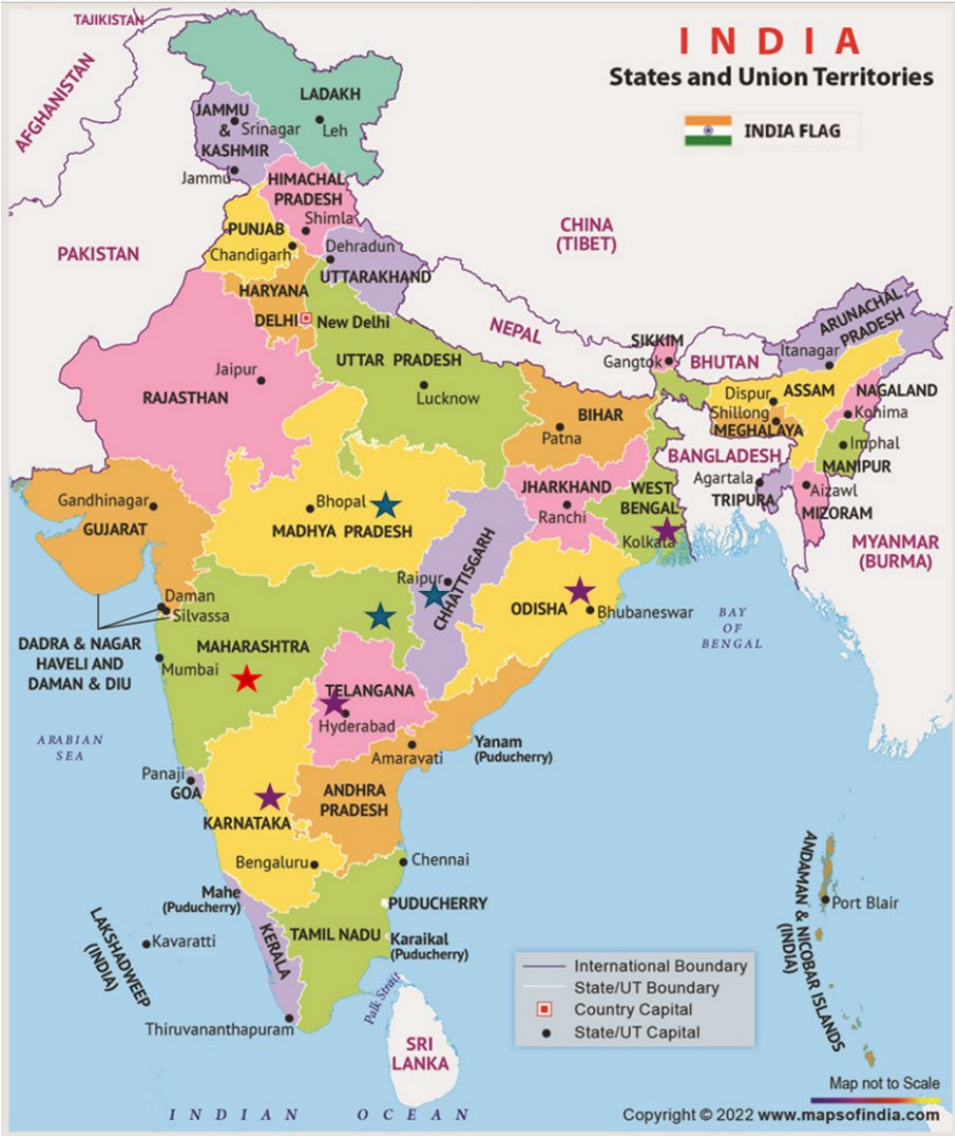 TAJIKISTAN
AFGHANISTAN
INDIA
States and Union Territories
INDIA FLAG
LADAKH
Leh
JAMMU
&
KASHMIR
Srinagar
Jammu
HIMACHAL
PRADESH
Shimla
PUNJAB
Chandigarh
Dehradun
UTTARAKHAND
CHINA
(TIBET)
PAKISTAN
HARYANA
DELHI
New Delhi
NEPAL
UTTAR PRADESH
Lucknow
Jaipur
RAJASTHAN
SIKKIM
Gangtok
BHUTAN
ARUNACHAL
PRADESH
Itanagar
Dispur
ASSAM
NAGALAND
Shillong
MEGHALAYA
Kohima
BIHAR
Patna
Imphal
MANIPUR
BANGLADESH
Agartala
TRIPURA
Aizawl
MIZORAM
MYANMAR
(BURMA)
Gandhinagar
GUJARAT
Bhopal
MADHYA PRADESH
JHARKHAND
Ranchi
WEST
BENGAL
Kolkata
Raipur
CHHATTISGARH
ODISHA
Bhubaneswar
BAY
OF
BENGAL
Daman
Silvassa
DADRA & NAGAR
HAVELI AND
DAMAN & DIU
MAHARASHTRA
Mumbai
TELANGANA
Hyderabad
ARABIAN
SEA
Amaravati
Yanam
(Puducherry)
Panaji
GOA
KARNATAKA
ANDHRA
PRADESH
Bengaluru
Chennai
Mahe
(Puducherry)
PUDUCHERRY
KERALA
TAMIL NADU
Karaikal
(Puducherry)
LAKSHADWEEP
(INDIA)
Kavaratti
Thiruvananthapuram
Palk Strait
SRI
LANKA
ANDAMAN & NICOBAR ISLANDS
(INDIA)
Port Blair
International Boundary
State/UT Boundary
Country Capital
State/UT Capital
INDIAN OCEAN
Map not to Scale
Copyright © 2022 www.mapsofindia.com